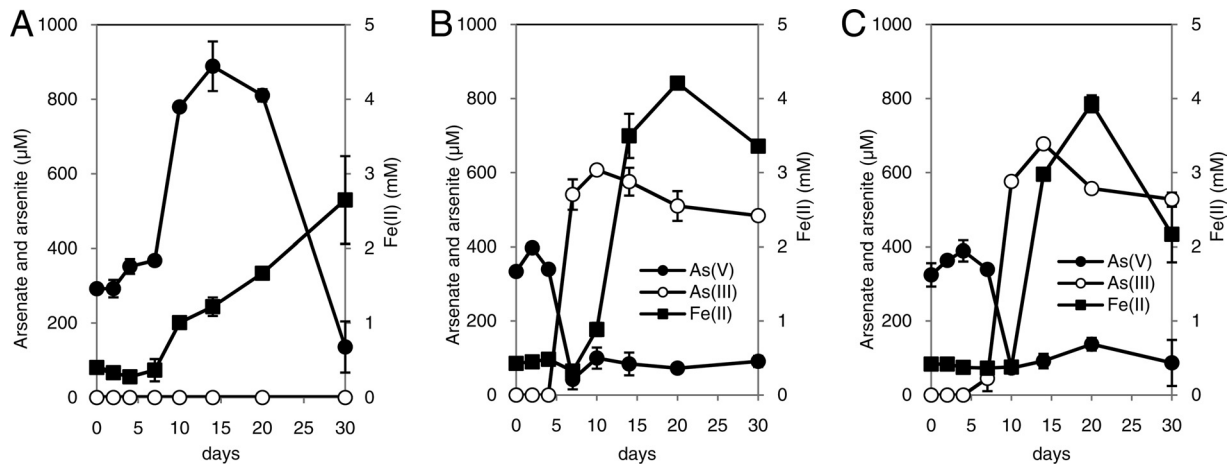 A
1000
800
600
400
200
0
Arsenate and arsenite (µM)
5
4
3
2
1
0
Fe(II) (mM)
0 5 10 15 20 25 30
days
B
1000
800
600
400
200
0
Arsenate and arsenite (µM)
5
4
3
2
1
0
Fe(II) (mM)
As(V)
As(III)
Fe(II)
0 5 10 15 20 25 30
days
C
1000
800
600
400
200
0
Arsenate and arsenite (µM)
5
4
3
2
1
0
Fe(II) (mM)
As(V)
As(III)
Fe(II)
0 5 10 15 20 25 30
days